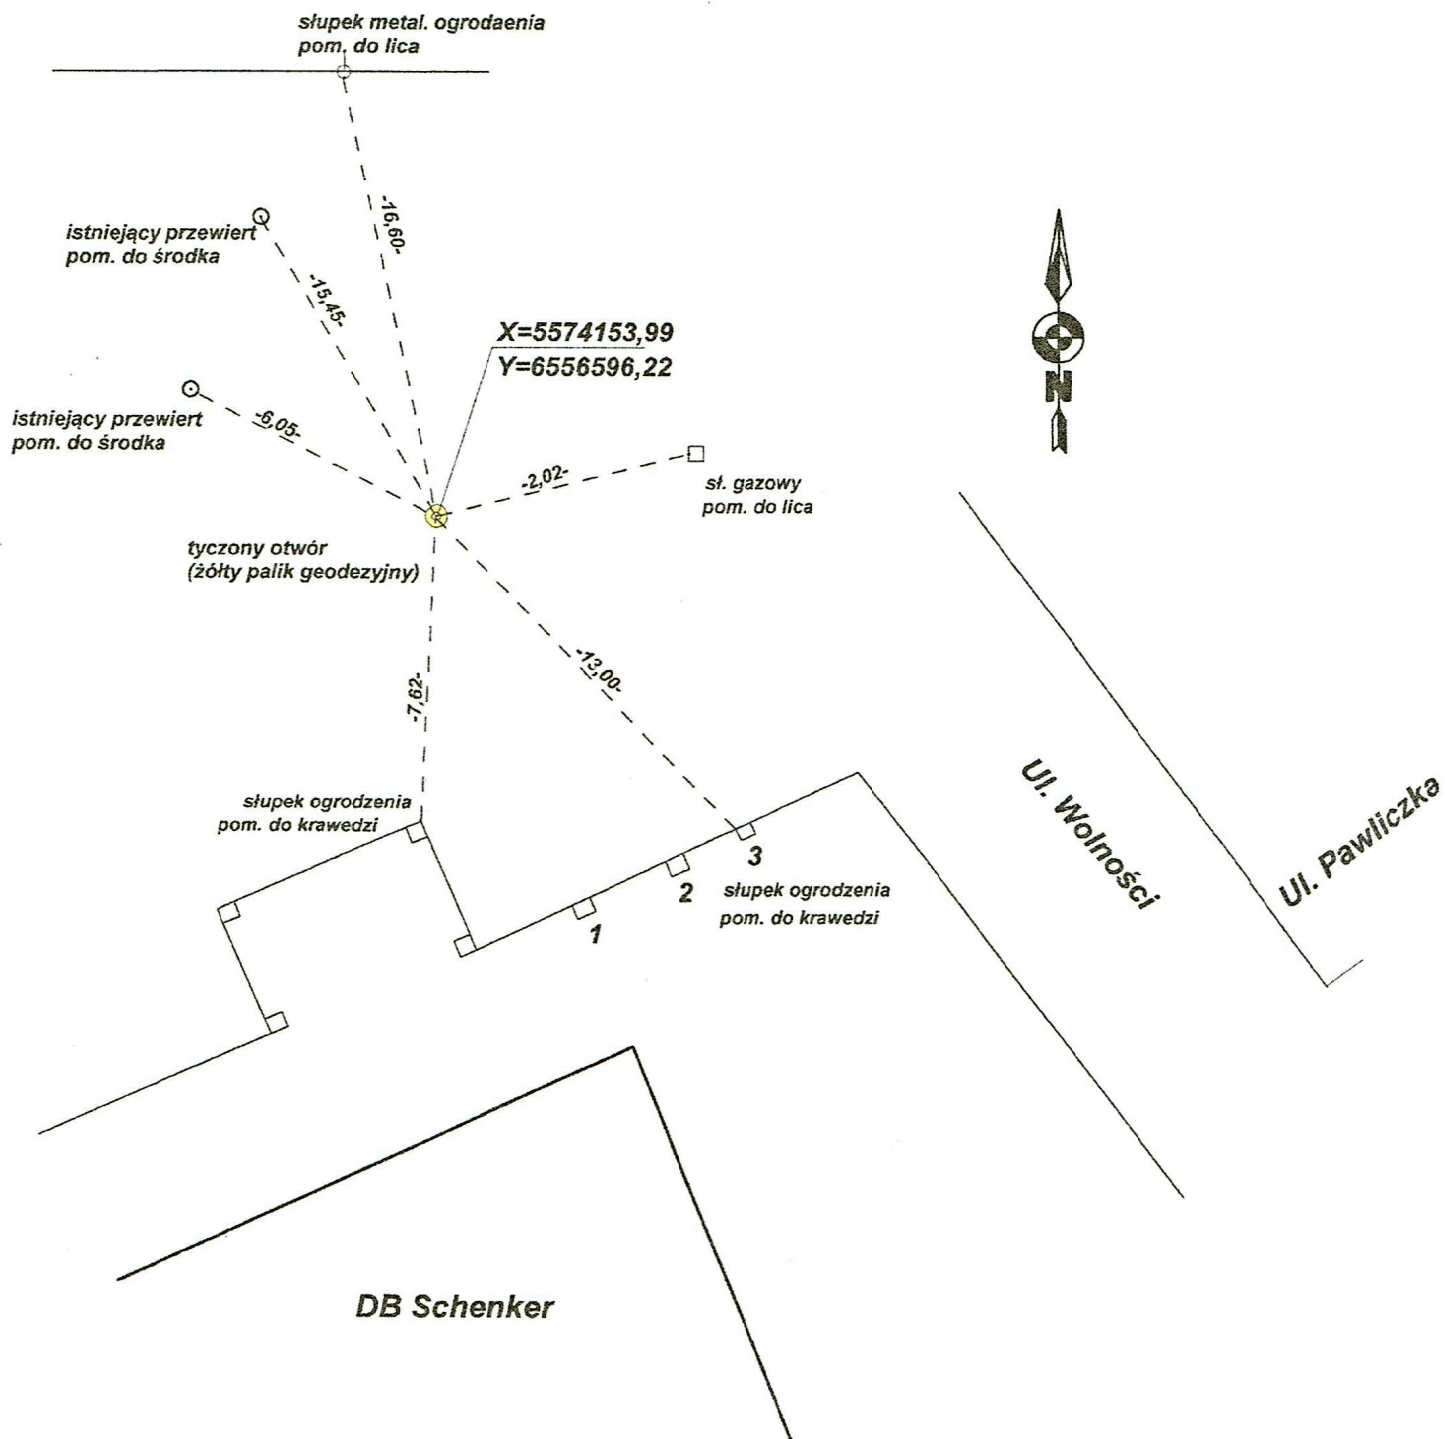 słupek metal. ogrodaenia
pom. do lica
-16,60-
istniejący przewiert
pom. do środka
-15,45-
X=5574153,99
Y=6556596,22
N
istniejący przewiert
pom. do środka
-6,05-
-2,02-
sł. gazowy
pom. do lica
tyczony otwór
(żółty palik geodezyjny)
-7,62-
-13,00-
słupek ogrodzenia
pom. do krawedzi
Ul. Wolności
Ul. Pawliczka
3
2
1
słupek ogrodzenia
pom. do krawedzi
DB Schenker